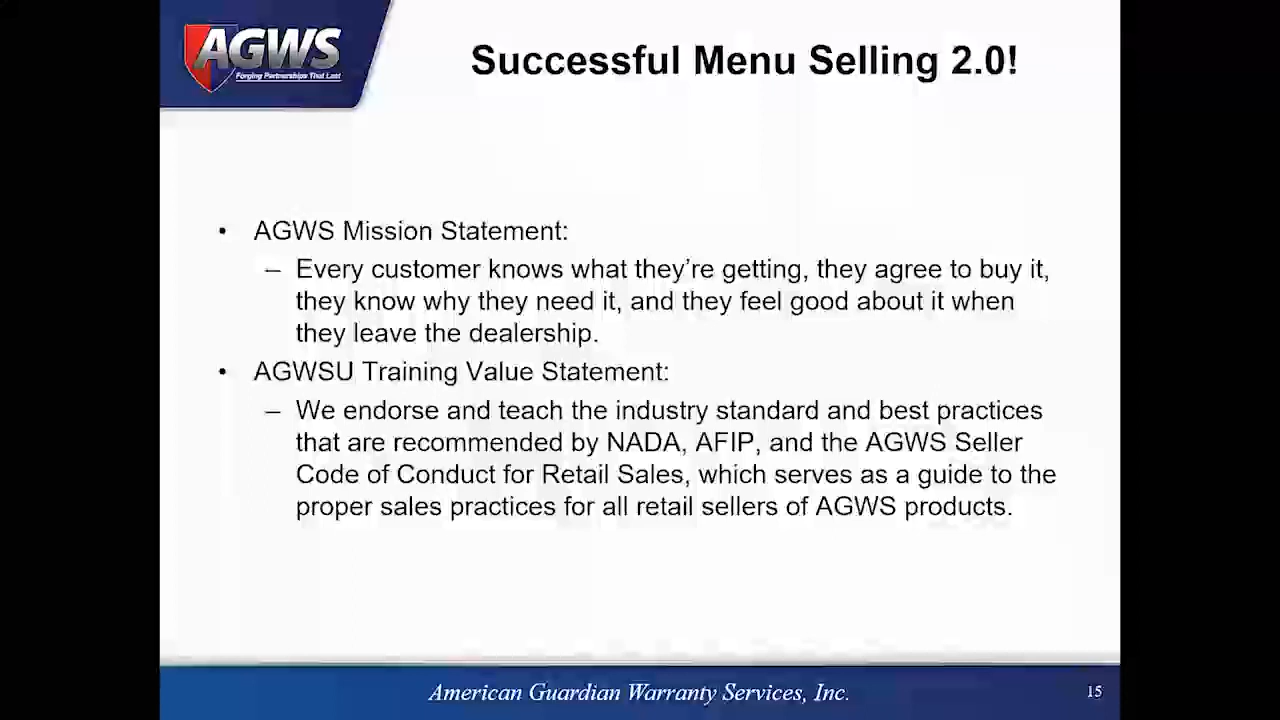 AGWS
Forging Partnerships That Last
Successful Menu Selling 2.0!
• AGWS Mission Statement:
– Every customer knows what they're getting, they agree to buy it,
they know why they need it, and they feel good about it when
they leave the dealership.
• AGWSU Training Value Statement:
– We endorse and teach the industry standard and best practices
that are recommended by NADA, AFIP, and the AGWS Seller
Code of Conduct for Retail Sales, which serves as a guide to the
proper sales practices for all retail sellers of AGWS products.
American Guardian Warranty Services, Inc.
15